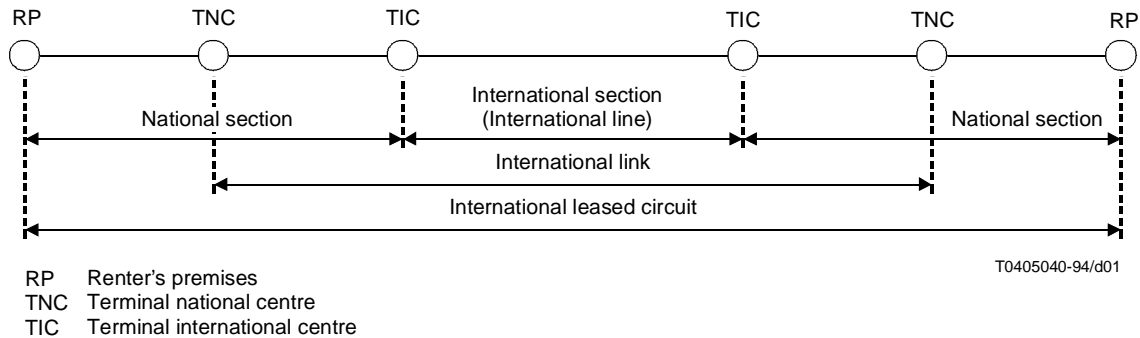 RP TNC TIC TIC TNC RP
International section
(International line)
National section
National section
International link
International leased circuit
T0405040-94/d01
RP Renter's premises
TNC Terminal national centre
TIC Terminal international centre